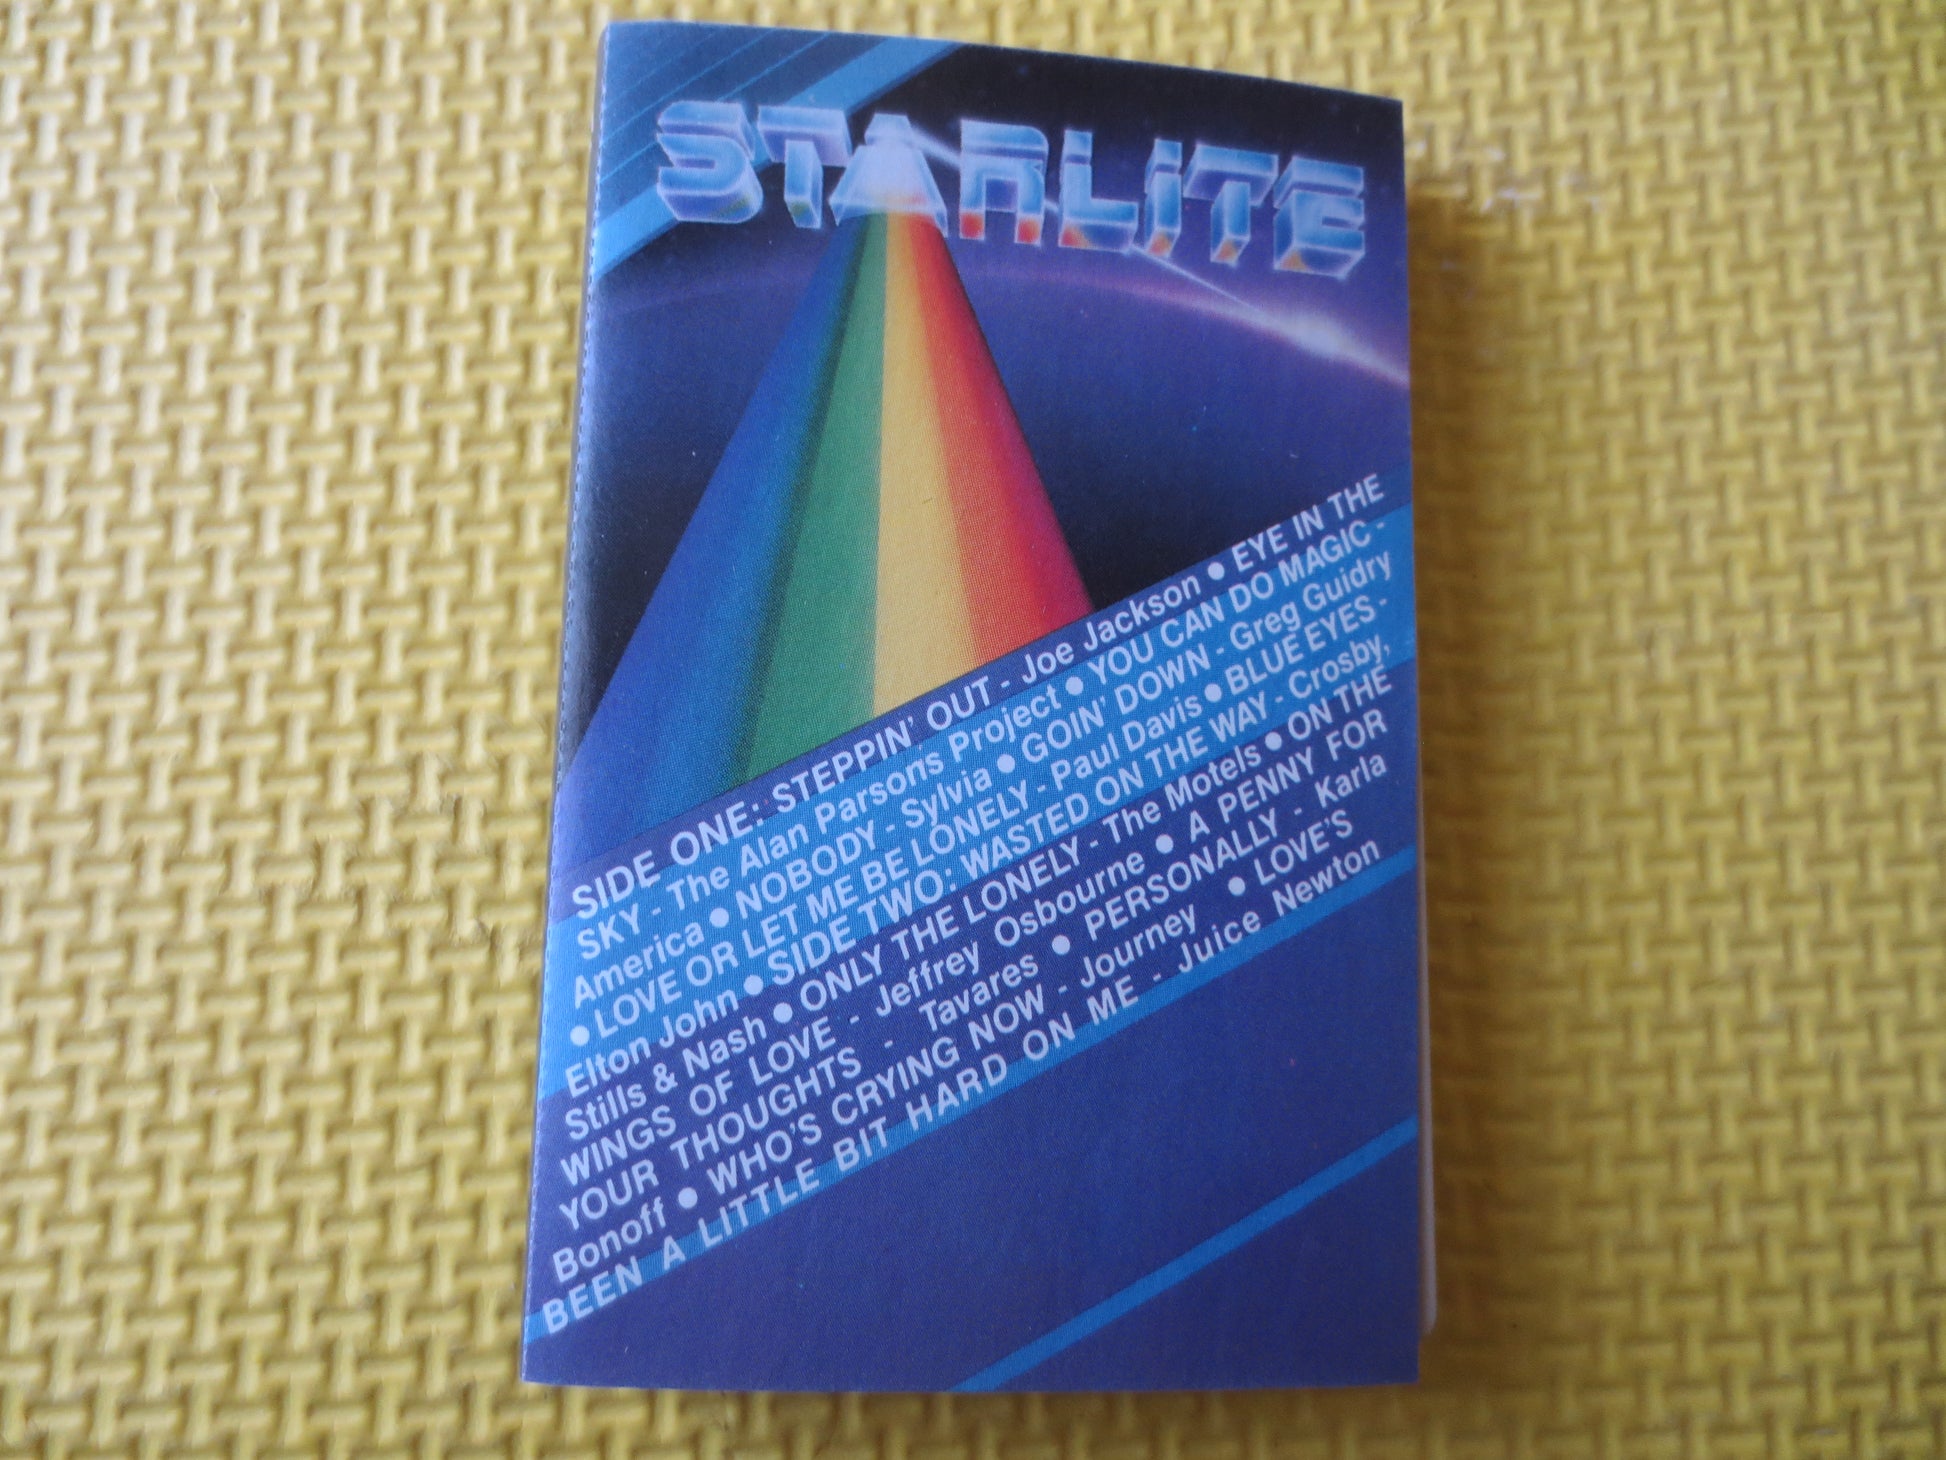 STARLITE
SIDE ONE: STEPPIN' OUT - Joe Jackson ● EYE IN THE
SKY - The Alan Parsons Project ● YOU CAN DO MAGIC -
America ● NOBODY - Sylvia ● GOIN' DOWN - Greg Guidry
● LOVE OR LET ME BE LONELY - Paul Davis ● BLUE EYES -
Elton John ● SIDE TWO: WASTED ON THE WAY - Crosby,
Stills & Nash ● ONLY THE LONELY - The Motels ● ON THE
WINGS OF LOVE - Jeffrey Osbourne ● A PENNY FOR
YOUR THOUGHTS - Tavares ● PERSONALLY - Karla
Bonoff ● WHO'S CRYING NOW - Journey ● LOVE'S
BEEN A LITTLE BIT HARD ON ME - Juice Newton